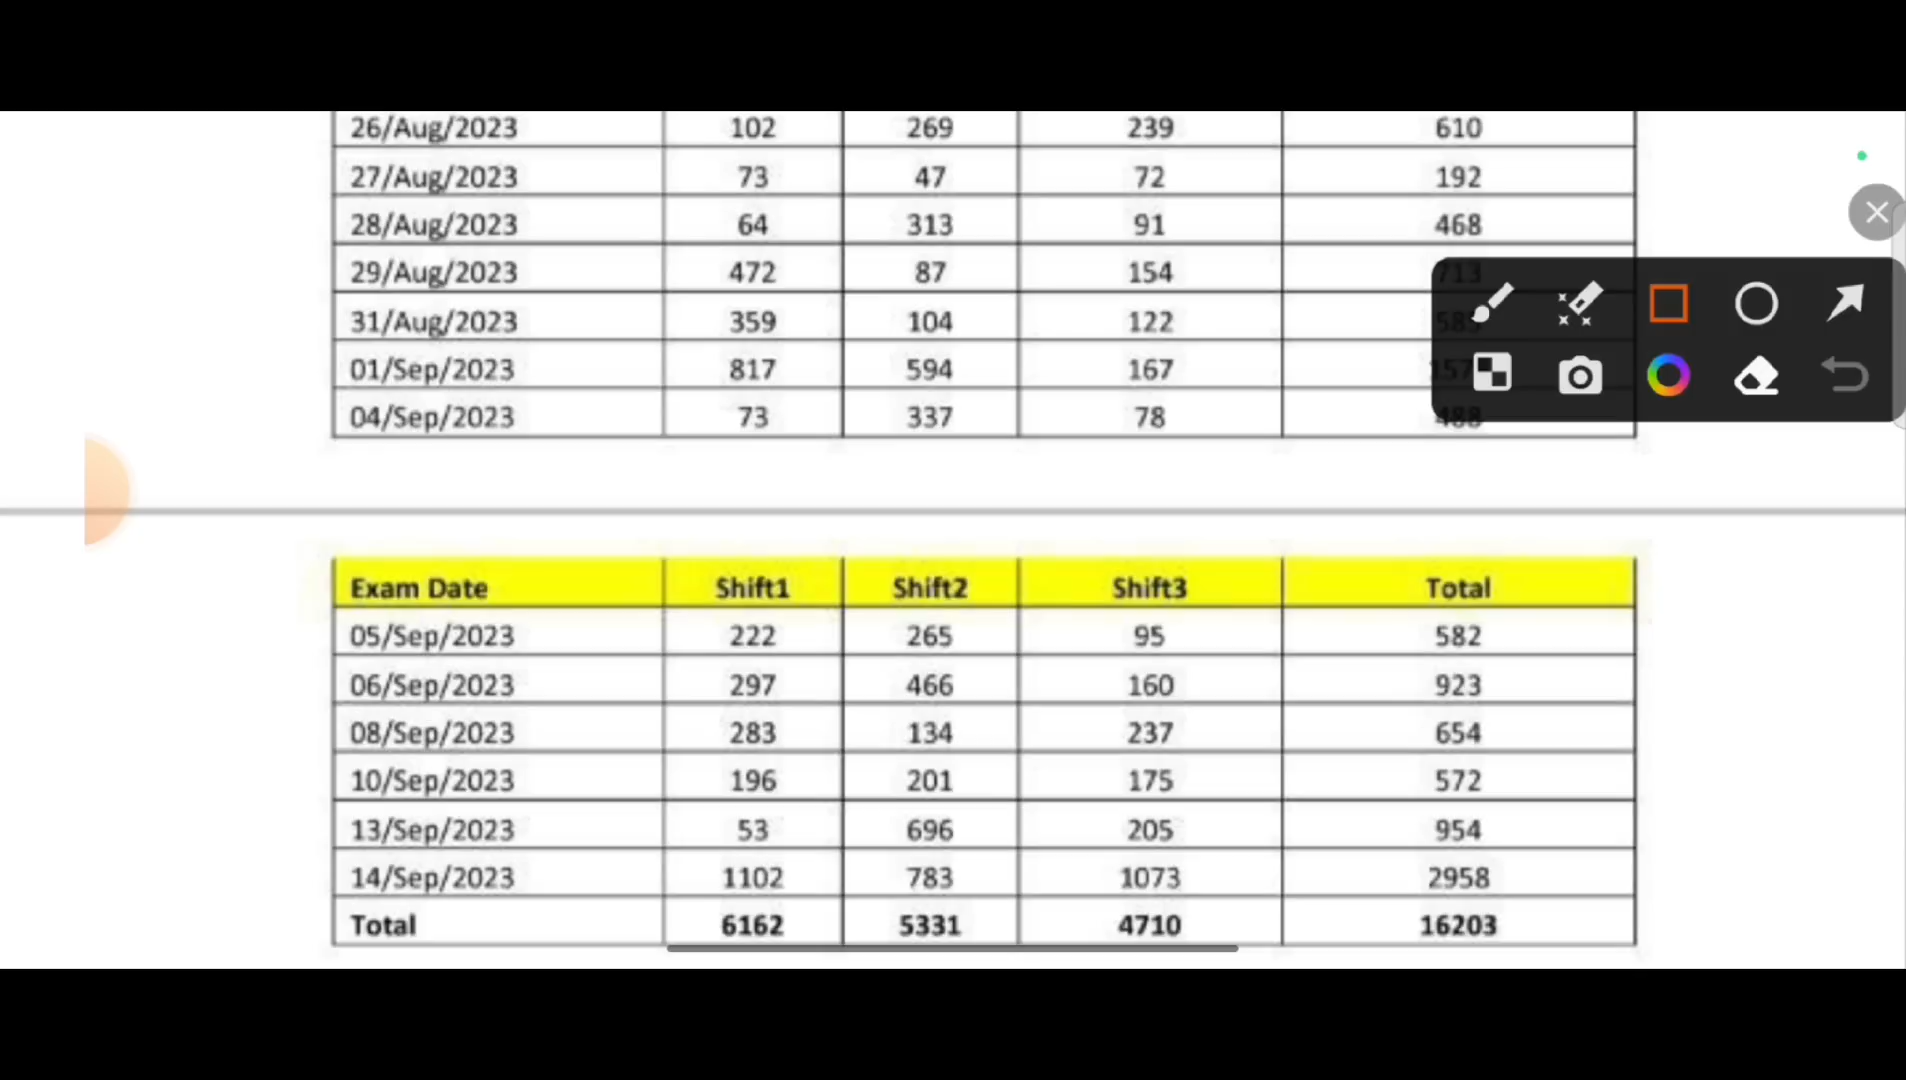 26/Aug/2023 102 269 239 610
27/Aug/2023 73 47 72 192
28/Aug/2023 64 313 91 468
29/Aug/2023 472 87 154 713
31/Aug/2023 359 104 122 585
01/Sep/2023 817 594 167
04/Sep/2023 73 337 78 488
Exam Date Shift1 Shift2 Shift3 Total
05/Sep/2023 222 265 95 582
06/Sep/2023 297 466 160 923
08/Sep/2023 283 134 237 654
10/Sep/2023 196 201 175 572
13/Sep/2023 53 696 205 954
14/Sep/2023 1102 783 1073 2958
Total 6162 5331 4710 16203